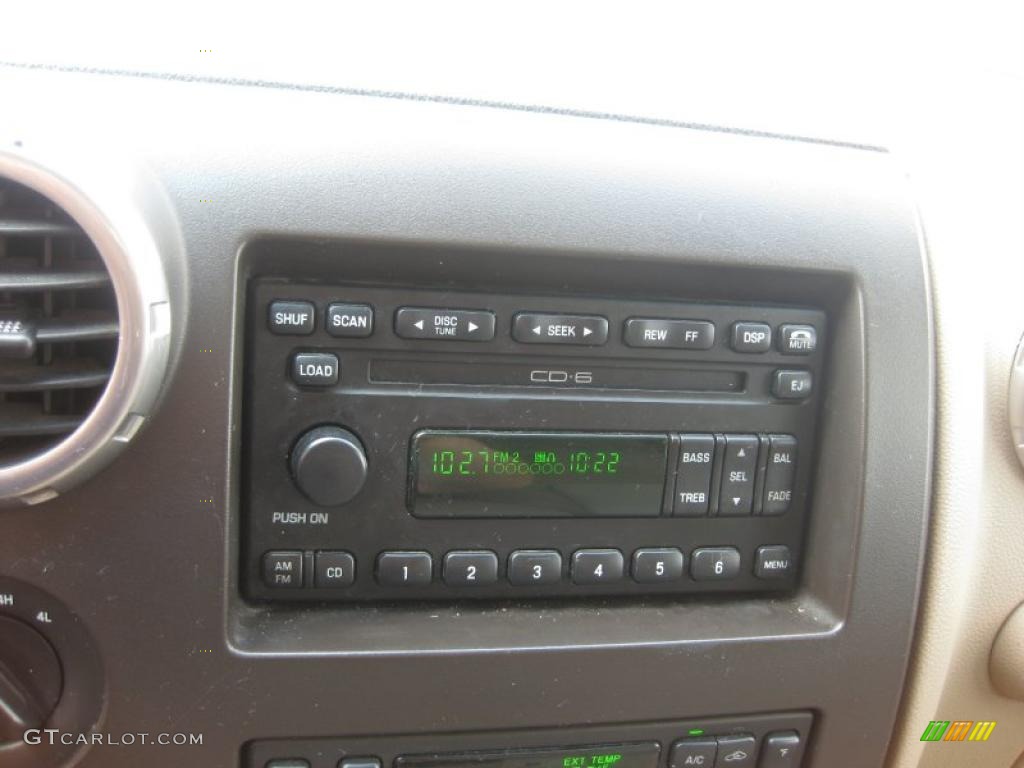 SHUF SCAN DISC TUNE SEEK REW FF DSP MUTE
LOAD CD·6 EJ
102.7 FM-2 10:22
BASS SEL BAL
TREB FADE
PUSH ON
AM FM CD 1 2 3 4 5 6 MENU
4H 4L
EXT TEMP A/C F
GTCARLOT.COM